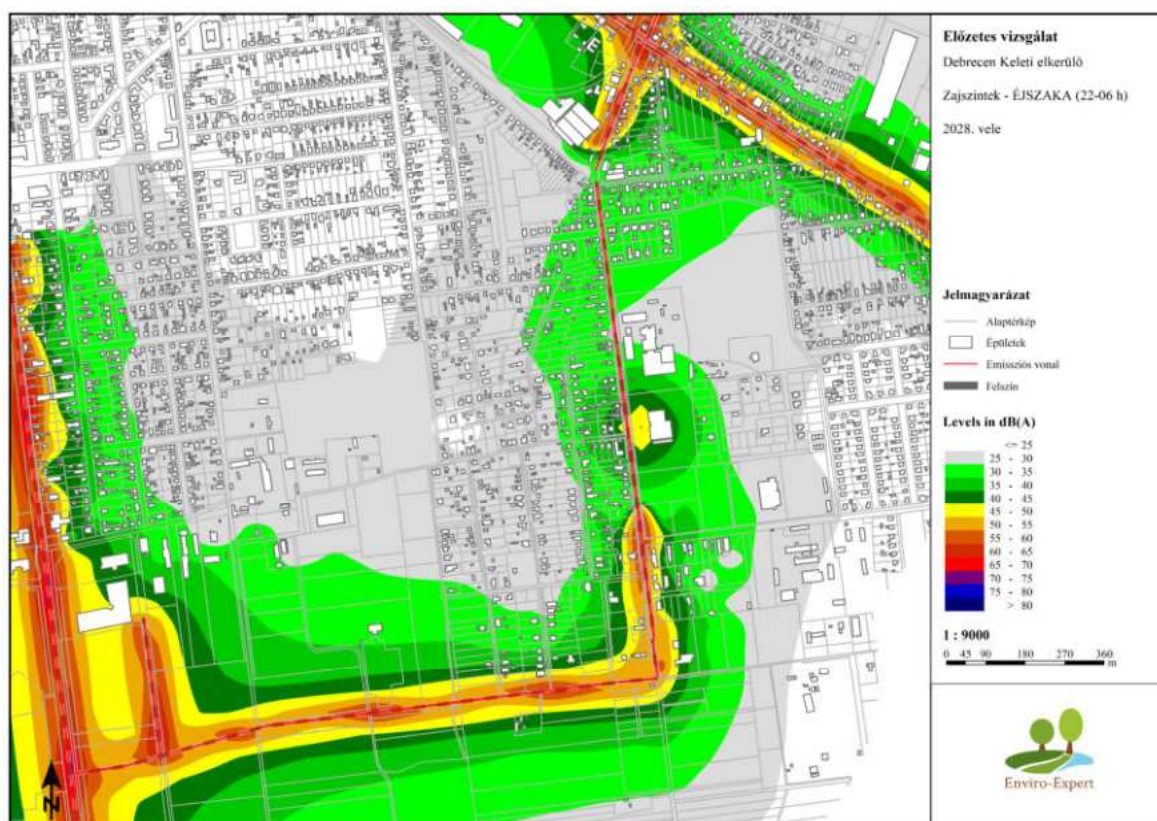 Előzetes vizsgálat
Debrecen Keleti elkerülő
Zajszintek - ÉJSZAKA (22-06 h)
2028. vele
Jelmagyarázat
Alaptérkép
Épületek
Emissziós vonal
Felszín
Levels in dB(A)
<= 25
25 - 30
30 - 35
35 - 40
40 - 45
45 - 50
50 - 55
55 - 60
60 - 65
65 - 70
70 - 75
75 - 80
> 80
1 : 9000
0 45 90 180 270 360
m
Enviro-Expert
N